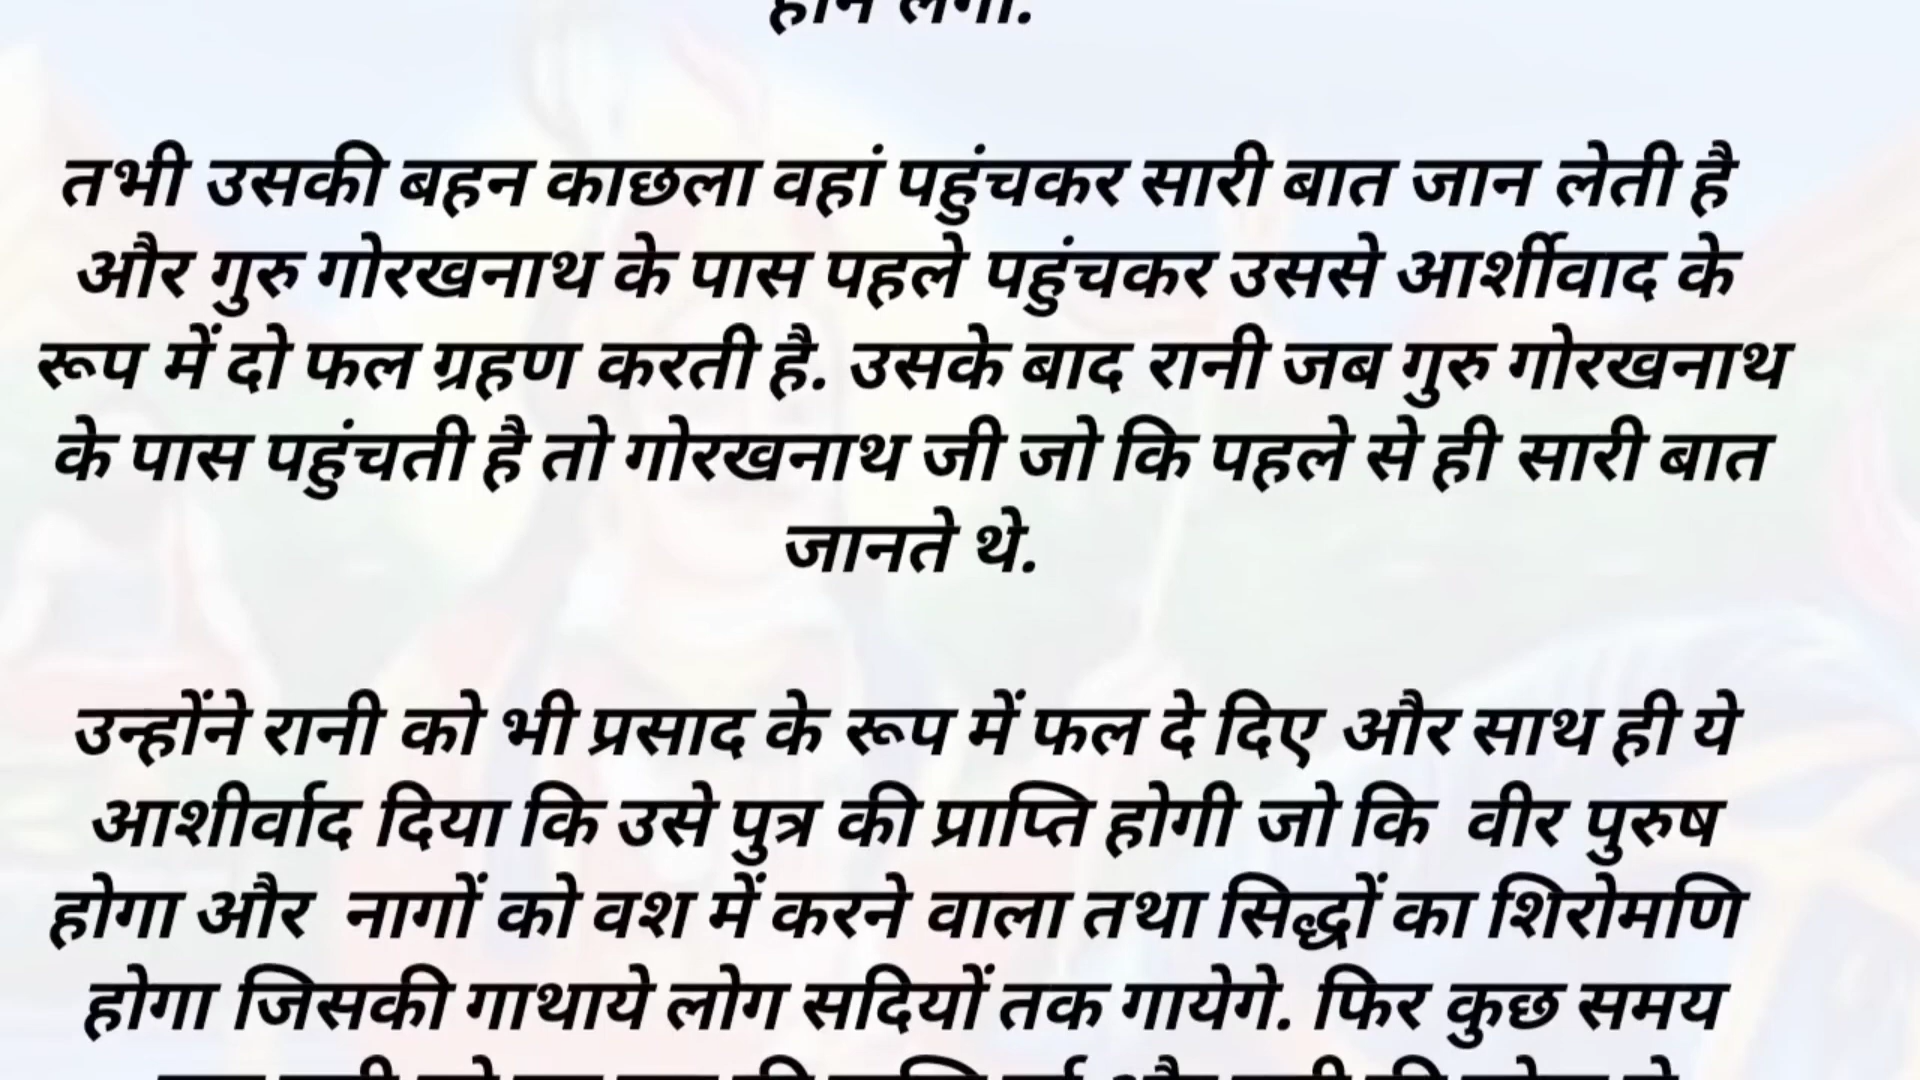 होने लगी.
तभी उसकी बहन काछला वहां पहुंचकर सारी बात जान लेती है
और गुरु गोरखनाथ के पास पहले पहुंचकर उससे आर्शीवाद के
रूप में दो फल ग्रहण करती है. उसके बाद रानी जब गुरु गोरखनाथ
के पास पहुंचती है तो गोरखनाथ जी जो कि पहले से ही सारी बात
जानते थे.
उन्होंने रानी को भी प्रसाद के रूप में फल दे दिए और साथ ही ये
आशीर्वाद दिया कि उसे पुत्र की प्राप्ति होगी जो कि वीर पुरुष
होगा और नागों को वश में करने वाला तथा सिद्धों का शिरोमणि
होगा जिसकी गाथाये लोग सदियों तक गायेगे. फिर कुछ समय